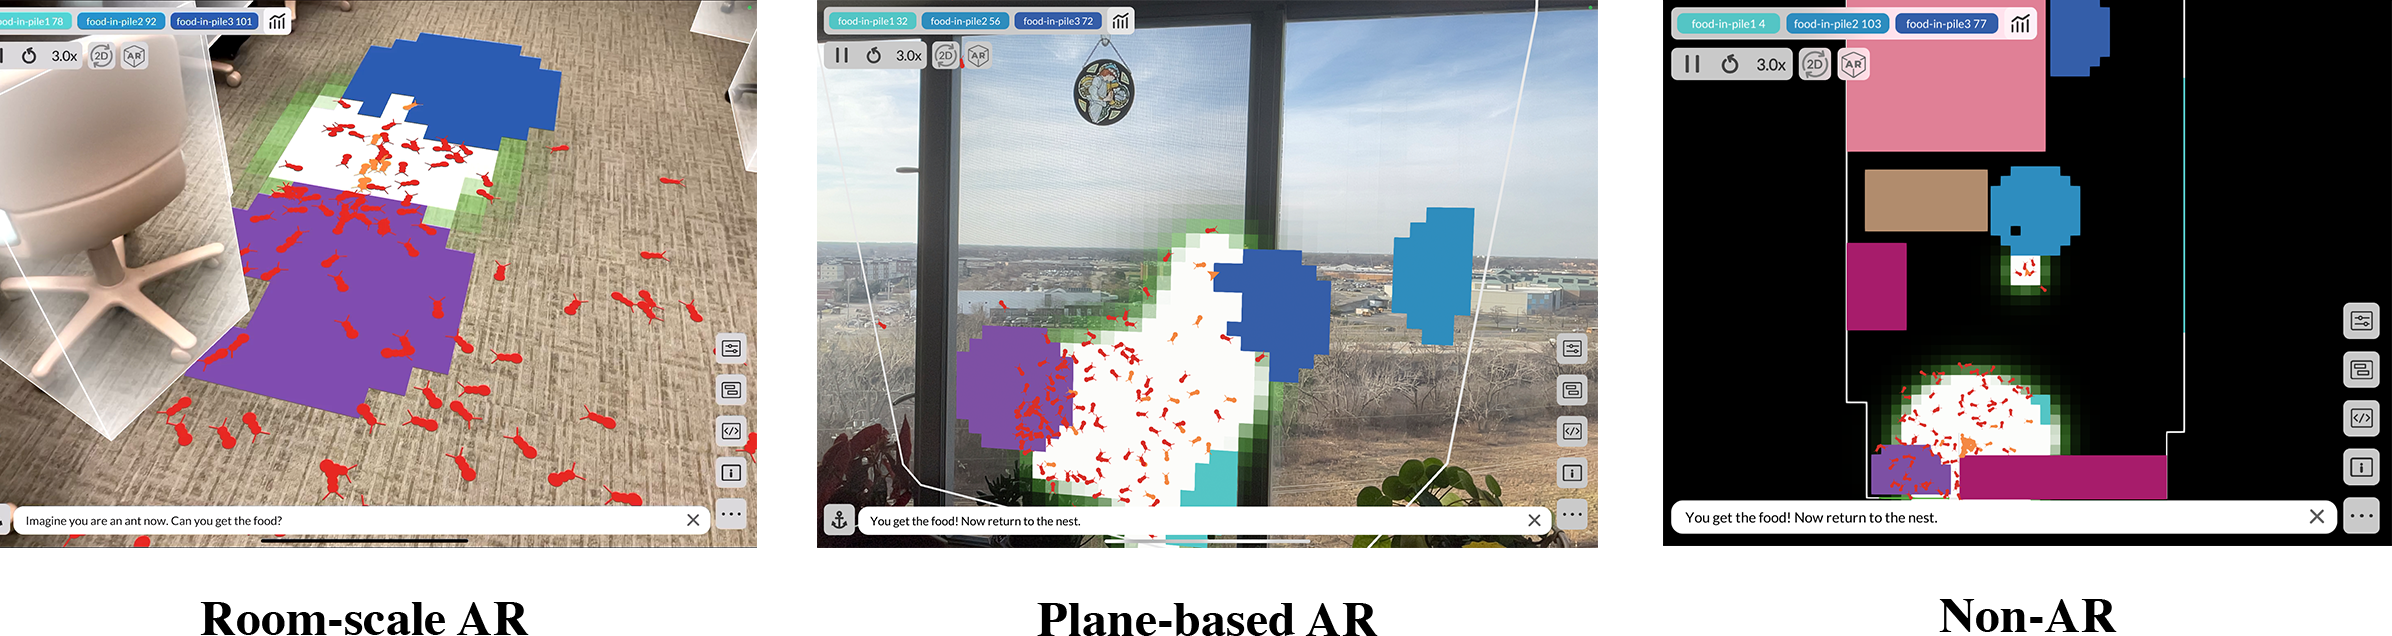 food-in-pile1 78 food-in-pile2 92 food-in-pile3 101
3.0x 2D AR
Imagine you are an ant now. Can you get the food?
Room-scale AR
food-in-pile1 32 food-in-pile2 56 food-in-pile3 72
3.0x 2D AR
You get the food! Now return to the nest.
Plane-based AR
food-in-pile1 4 food-in-pile2 103 food-in-pile3 77
3.0x 2D AR
You get the food! Now return to the nest.
Non-AR